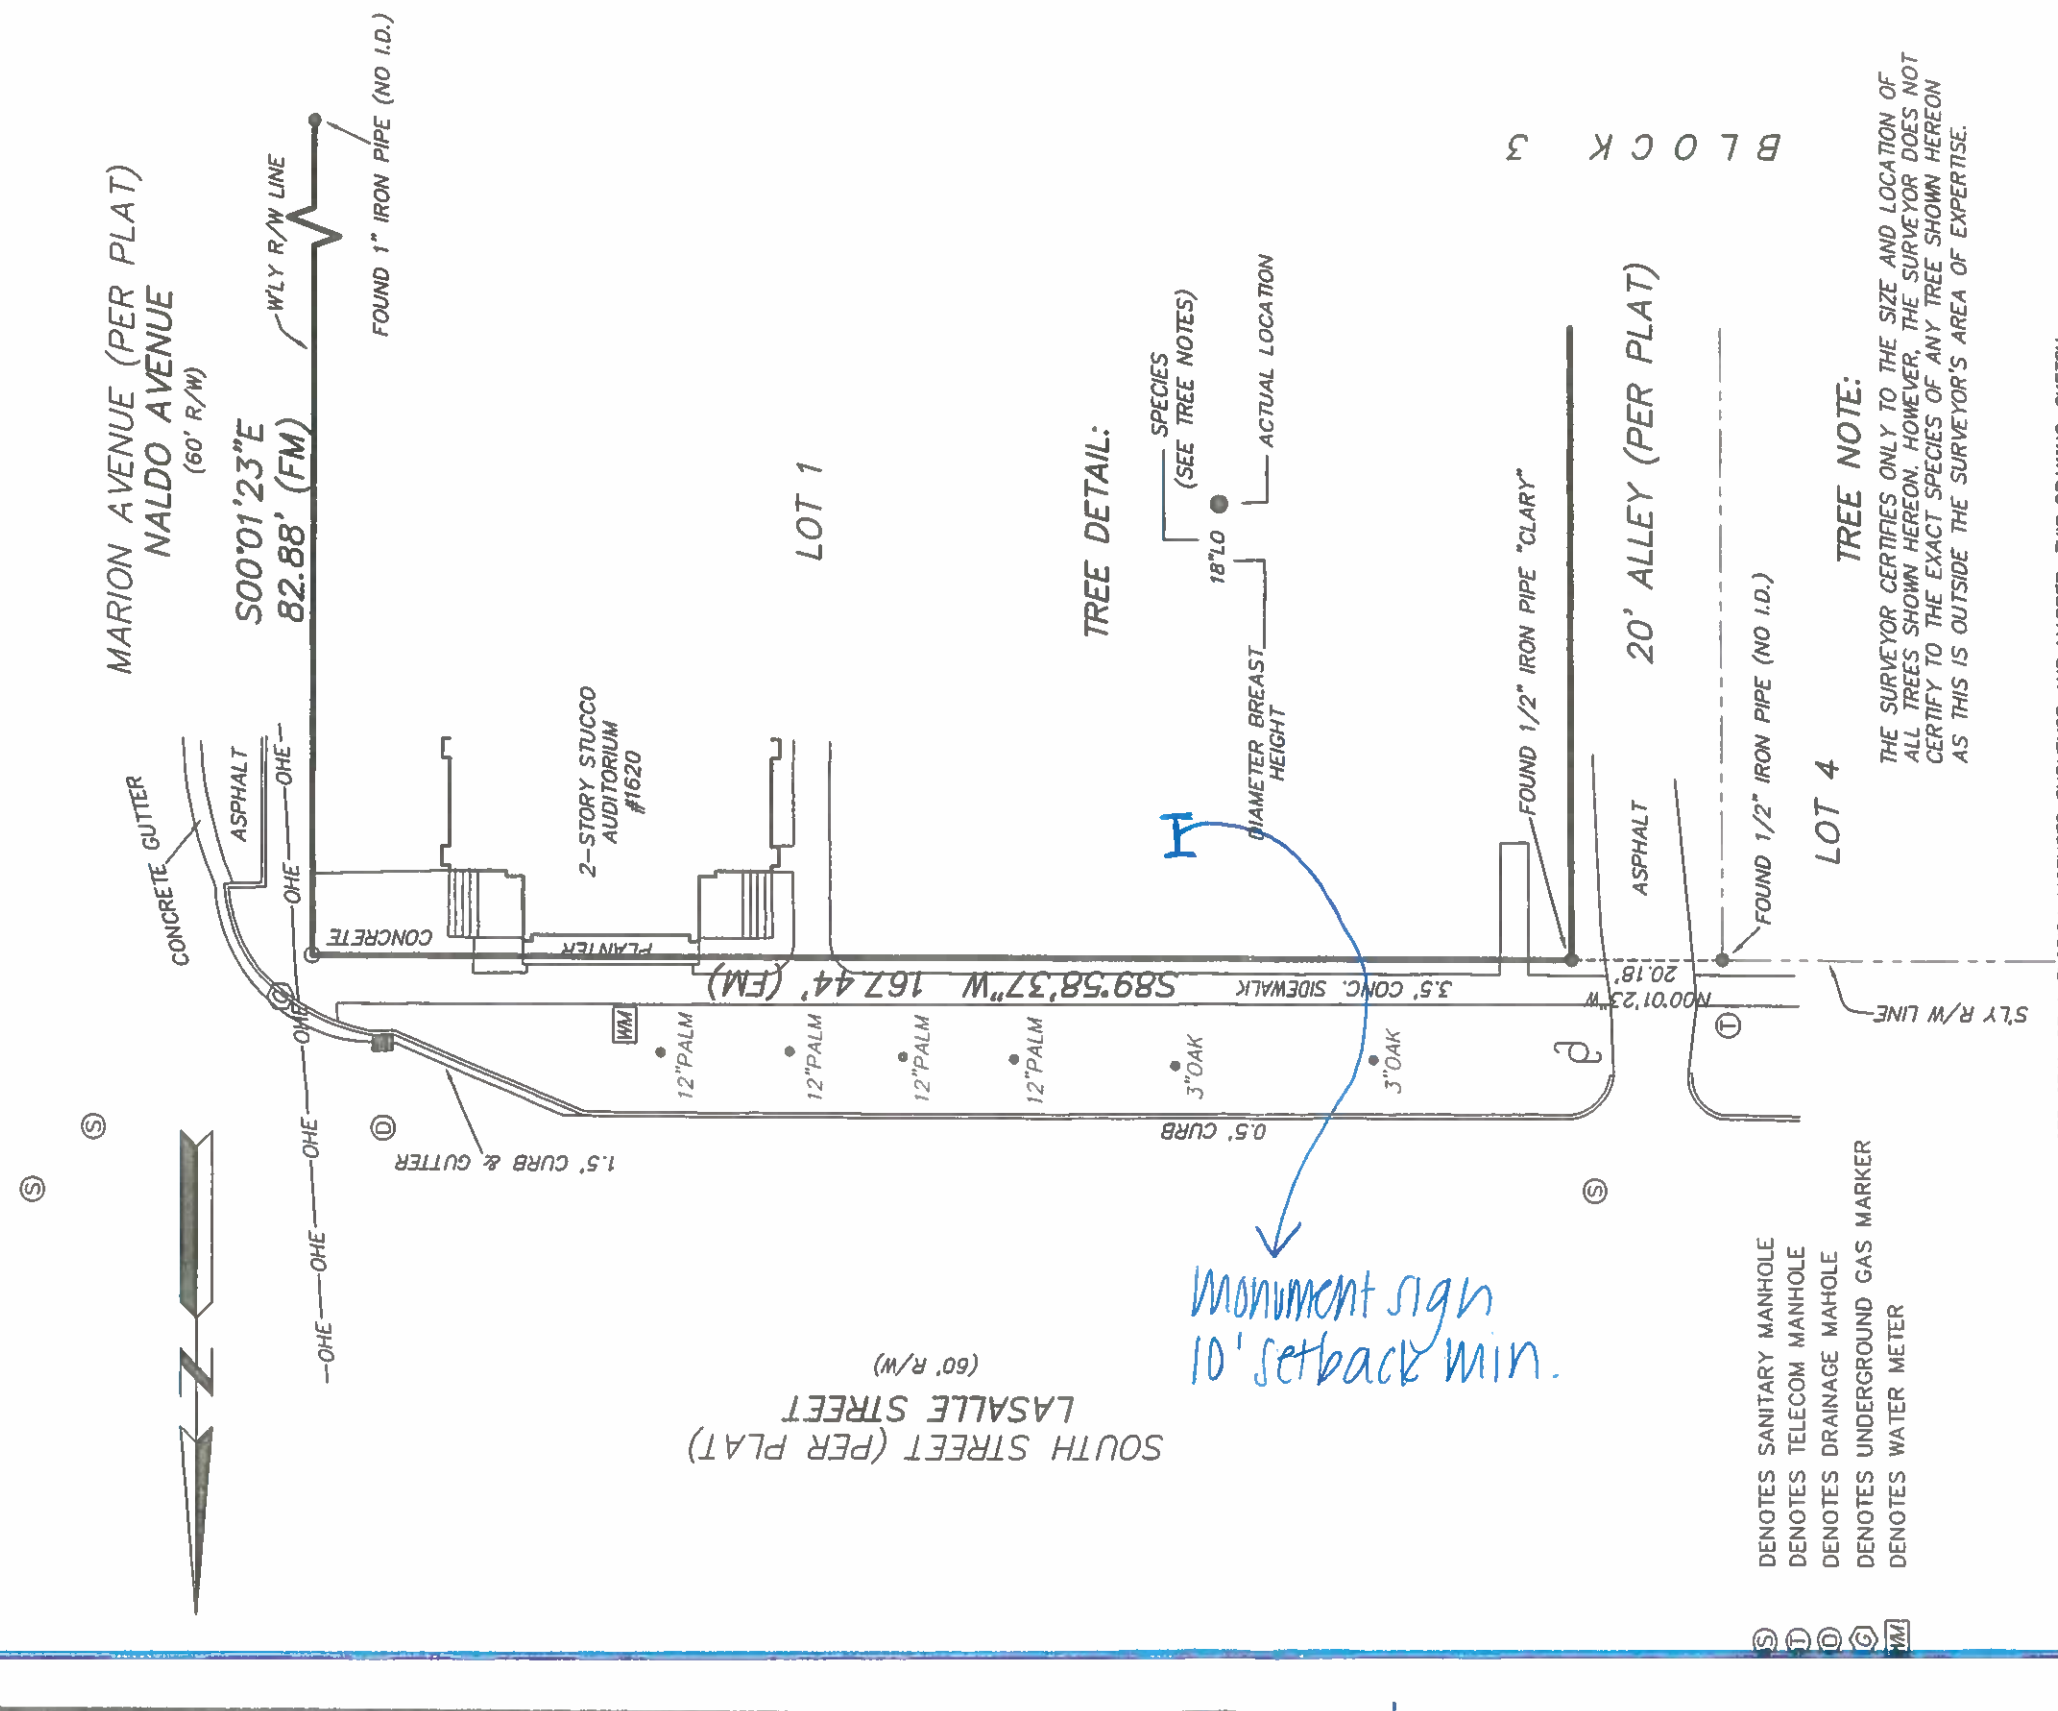 MARION AVENUE (PER PLAT)
NALDO AVENUE
(60' R/W)
S00°01'23"E
82.88' (FM)
W'LY R/W LINE
FOUND 1" IRON PIPE (NO I.D.)
CONCRETE GUTTER
ASPHALT
OHE
OHE
OHE
OHE
OHE
OHE
CONCRETE
2-STORY STUCCO
AUDITORIUM
#1620
PLANTER
LOT 1
BLOCK 3
TREE DETAIL:
SPECIES
(SEE TREE NOTES)
18"LO
ACTUAL LOCATION
DIAMETER BREAST
HEIGHT
FOUND 1/2" IRON PIPE "CLARY"
20' ALLEY (PER PLAT)
ASPHALT
FOUND 1/2" IRON PIPE (NO I.D.)
LOT 4
TREE NOTE:
THE SURVEYOR CERTIFIES ONLY TO THE SIZE AND LOCATION OF
ALL TREES SHOWN HEREON. HOWEVER, THE SURVEYOR DOES NOT
CERTIFY TO THE EXACT SPECIES OF ANY TREE SHOWN HEREON
AS THIS IS OUTSIDE THE SURVEYOR'S AREA OF EXPERTISE.
S89°58'37"W 167.44' (FM)
3.5' CONC. SIDEWALK
N00°01'23"W
20.18'
S'LY R/W LINE
WM
12"PALM
12"PALM
12"PALM
12"PALM
3"OAK
3"OAK
T
G
S
S
D
S
1.5' CURB & GUTTER
0.5' CURB
Monument sign
10' setback min.
SOUTH STREET (PER PLAT)
LASALLE STREET
(60' R/W)
N
S DENOTES SANITARY MANHOLE
T DENOTES TELECOM MANHOLE
D DENOTES DRAINAGE MAHOLE
G DENOTES UNDERGROUND GAS MARKER
WM DENOTES WATER METER